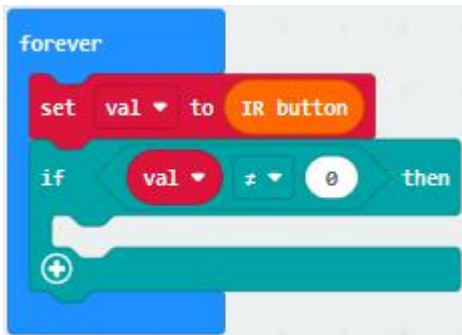 forever
set val to IR button
if val ≠ 0 then